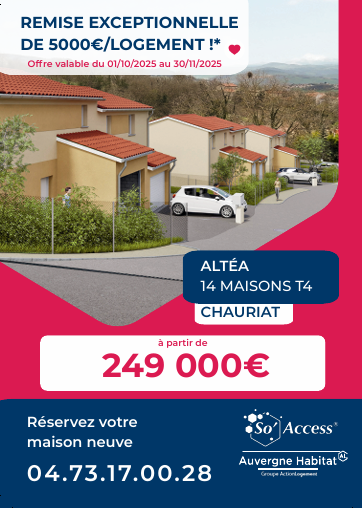 REMISE EXCEPTIONNELLE
DE 5000€/LOGEMENT !*
Offre valable du 01/10/2025 au 30/11/2025
ALTÉA
14 MAISONS T4
CHAURIAT
à partir de
249 000€
Réservez votre
maison neuve
04.73.17.00.28
So'Access®
Auvergne Habitat AL
Groupe ActionLogement